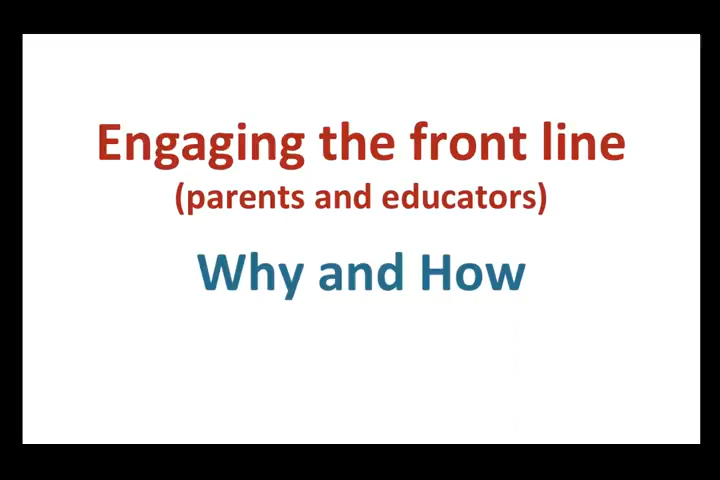 Engaging the front line
(parents and educators)
Why and How